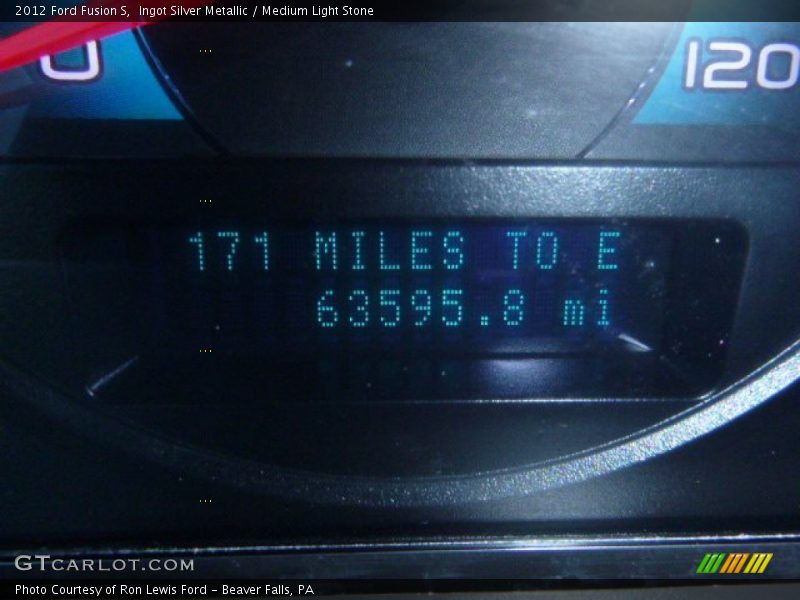 2012 Ford Fusion S,  Ingot Silver Metallic / Medium Light Stone
0 120
171 MILES TO E
63595.8 mi
GTCARLOT.COM
Photo Courtesy of Ron Lewis Ford - Beaver Falls, PA